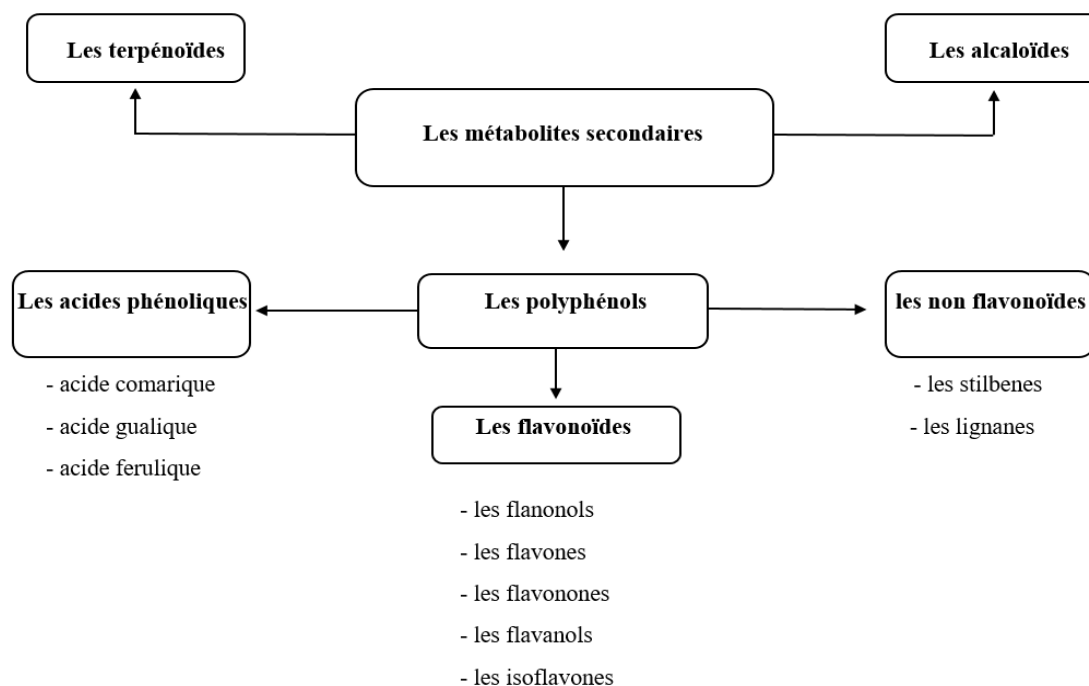 Les terpénoïdes
Les alcaloïdes
Les métabolites secondaires
Les acides phénoliques
Les polyphénols
les non flavonoïdes
- acide comarique
- acide gualique
- acide ferulique
- les stilbenes
- les lignanes
Les flavonoïdes
- les flanonols
- les flavones
- les flavonones
- les flavanols
- les isoflavones